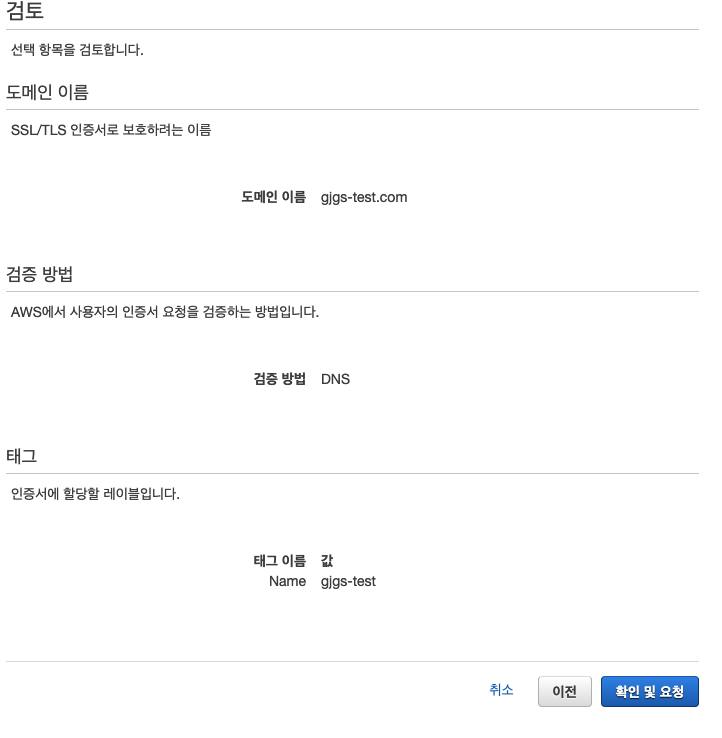 검토
선택 항목을 검토합니다.
도메인 이름
SSL/TLS 인증서로 보호하려는 이름
도메인 이름 gjgs-test.com
검증 방법
AWS에서 사용자의 인증서 요청을 검증하는 방법입니다.
검증 방법 DNS
태그
인증서에 할당할 레이블입니다.
태그 이름 값
Name gjgs-test
취소 이전 확인 및 요청